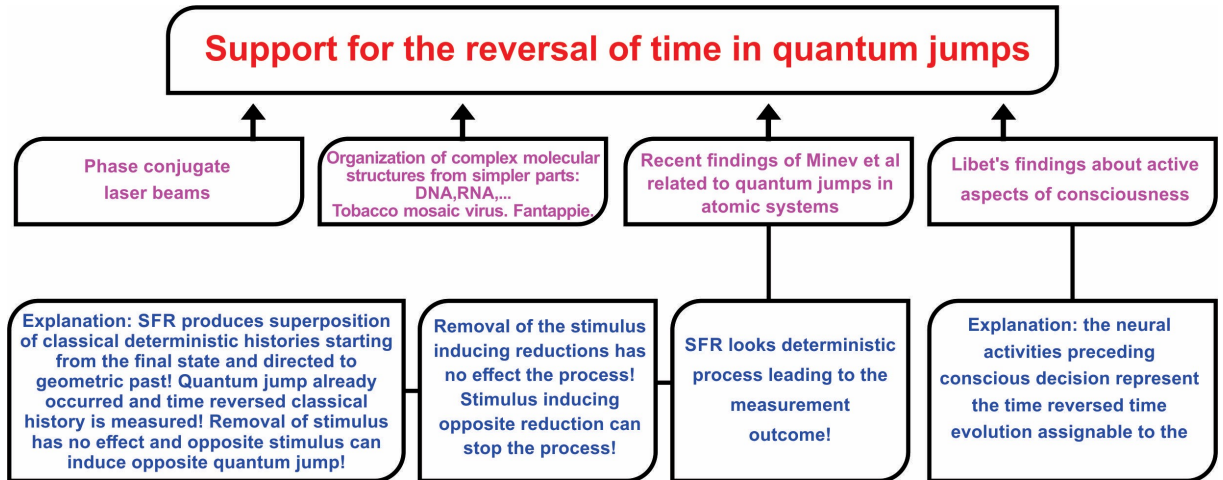 Support for the reversal of time in quantum jumps
Phase conjugate
laser beams
Organization of complex molecular
structures from simpler parts:
DNA,RNA,...
Tobacco mosaic virus. Fantappie.
Recent findings of Minev et al
related to quantum jumps in
atomic systems
Libet's findings about active
aspects of consciousness
Explanation: SFR produces superposition
of classical deterministic histories starting
from the final state and directed to
geometric past! Quantum jump already
occurred and time reversed classical
history is measured! Removal of stimulus
has no effect and opposite stimulus can
induce opposite quantum jump!
Removal of the stimulus
inducing reductions has
no effect the process!
Stimulus inducing
opposite reduction can
stop the process!
SFR looks deterministic
process leading to the
measurement
outcome!
Explanation: the neural
activities preceding
conscious decision represent
the time reversed time
evolution assignable to the